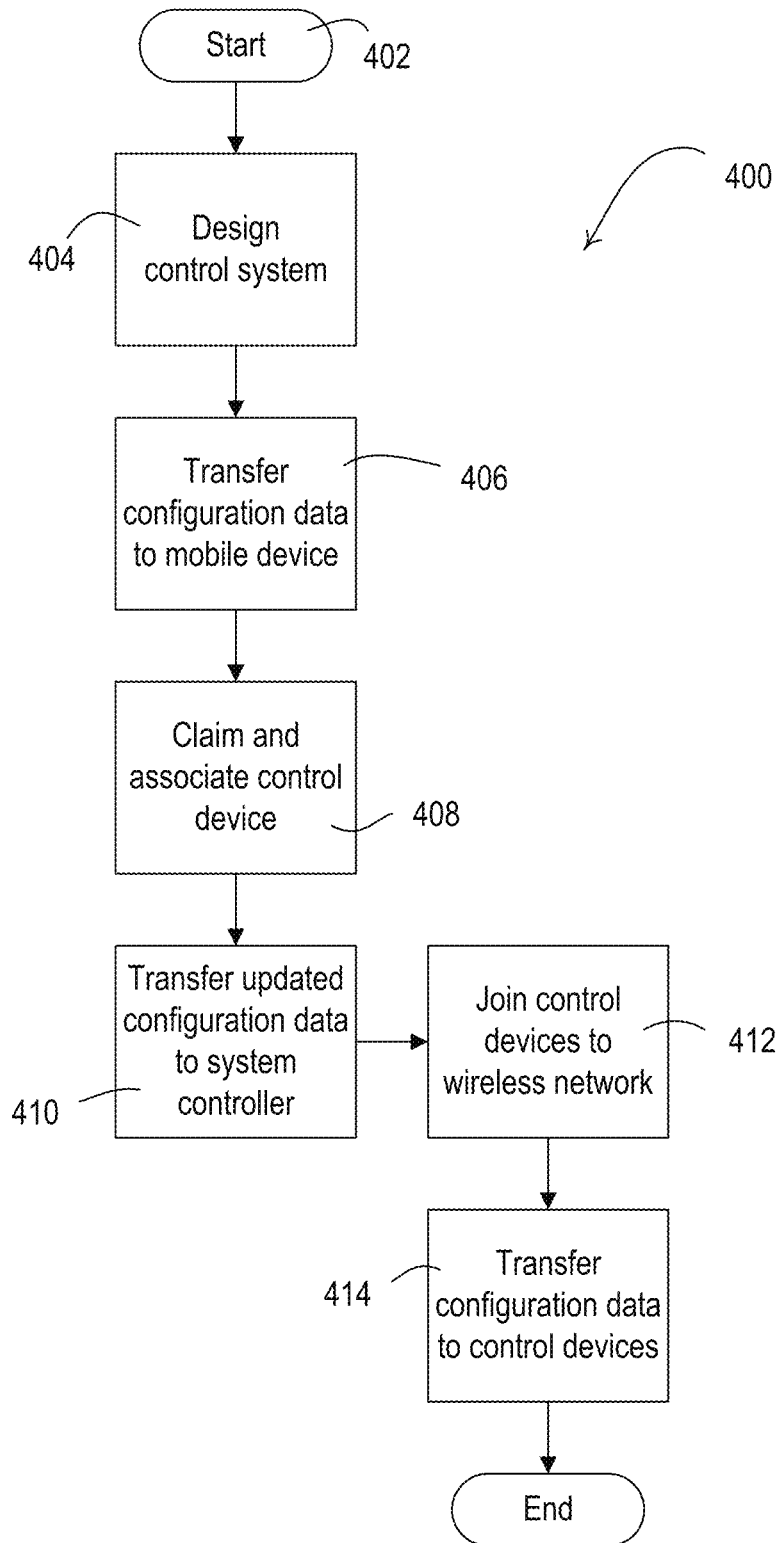 Start
402
400
Design
control system
404
Transfer
configuration data
to mobile device
406
Claim and
associate control
device
408
Transfer updated
configuration data
to system
controller
410
Join control
devices to
wireless network
412
Transfer
configuration data
to control devices
414
End